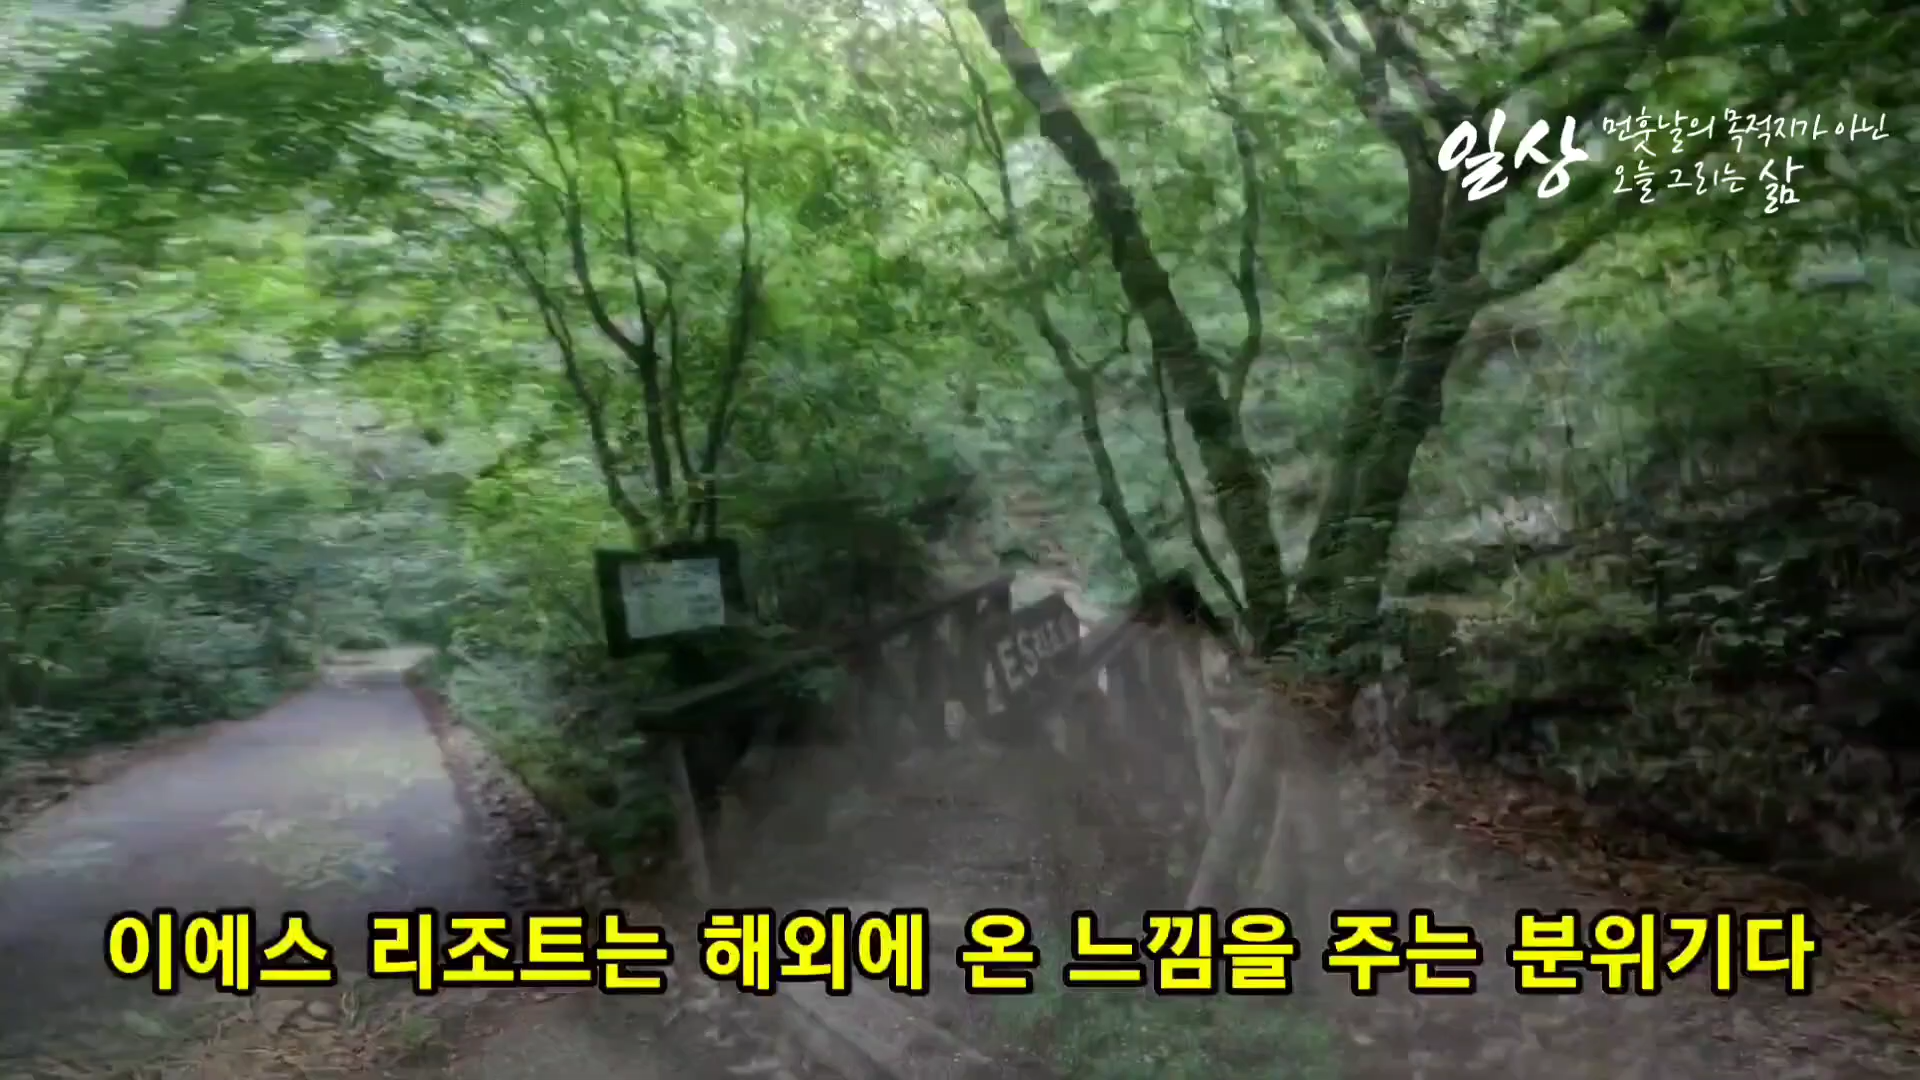 일상 먼훗날의 목적지가 아닌
오늘 그리는 삶
이에스 리조트는 해외에 온 느낌을 주는 분위기다